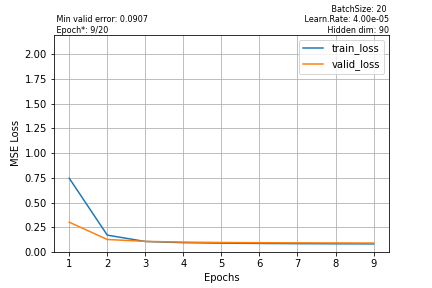 BatchSize: 20
Min valid error: 0.0907
Learn.Rate: 4.00e-05
Epoch*: 9/20
Hidden dim: 90
train_loss
valid_loss
2.00
1.75
1.50
1.25
1.00
0.75
0.50
0.25
0.00
MSE Loss
1 2 3 4 5 6 7 8 9
Epochs